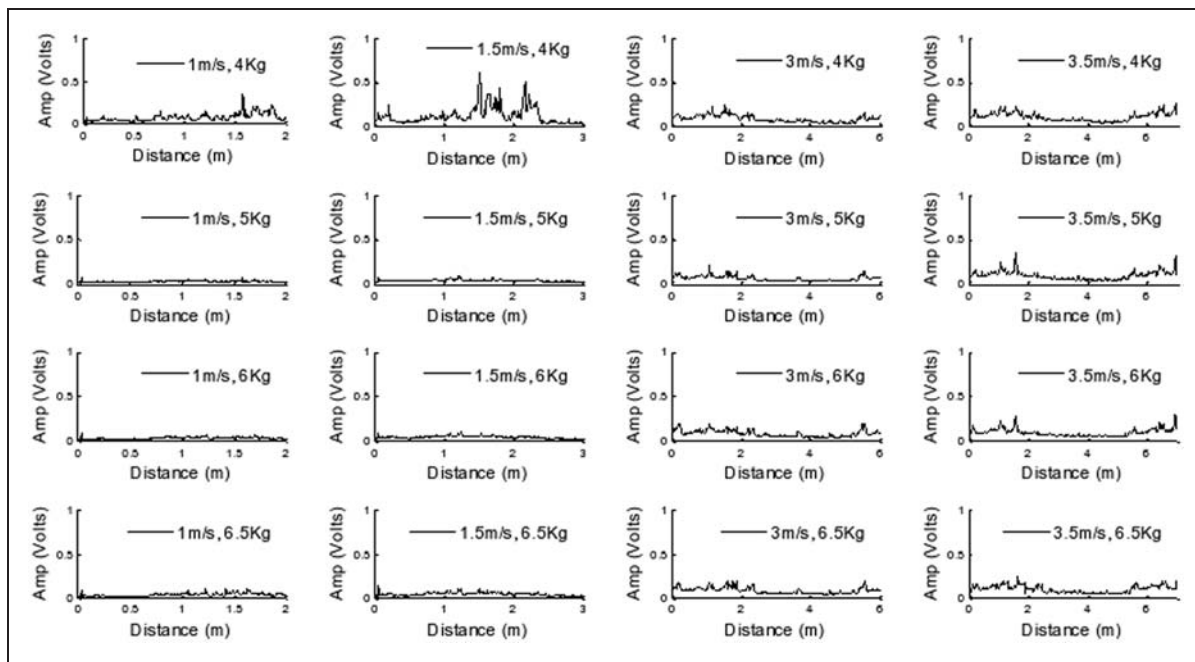 1 1 1 1
Amp (Volts) 1m/s, 4Kg Amp (Volts) 1.5m/s, 4Kg Amp (Volts) 3m/s, 4Kg Amp (Volts) 3.5m/s, 4Kg
0.5 0.5 0.5 0.5
0 0 0 0
0 0.5 1 1.5 2 0 1 2 3 0 2 4 6 0 2 4 6
Distance (m) Distance (m) Distance (m) Distance (m)
1 1 1 1
Amp (Volts) 1m/s, 5Kg Amp (Volts) 1.5m/s, 5Kg Amp (Volts) 3m/s, 5Kg Amp (Volts) 3.5m/s, 5Kg
0.5 0.5 0.5 0.5
0 0 0 0
0 0.5 1 1.5 2 0 1 2 3 0 2 4 6 0 2 4 6
Distance (m) Distance (m) Distance (m) Distance (m)
1 1 1 1
Amp (Volts) 1m/s, 6Kg Amp (Volts) 1.5m/s, 6Kg Amp (Volts) 3m/s, 6Kg Amp (Volts) 3.5m/s, 6Kg
0.5 0.5 0.5 0.5
0 0 0 0
0 0.5 1 1.5 2 0 1 2 3 0 2 4 6 0 2 4 6
Distance (m) Distance (m) Distance (m) Distance (m)
1 1 1 1
Amp (Volts) 1m/s, 6.5Kg Amp (Volts) 1.5m/s, 6.5Kg Amp (Volts) 3m/s, 6.5Kg Amp (Volts) 3.5m/s, 6.5Kg
0.5 0.5 0.5 0.5
0 0 0 0
0 0.5 1 1.5 2 0 1 2 3 0 2 4 6 0 2 4 6
Distance (m) Distance (m) Distance (m) Distance (m)